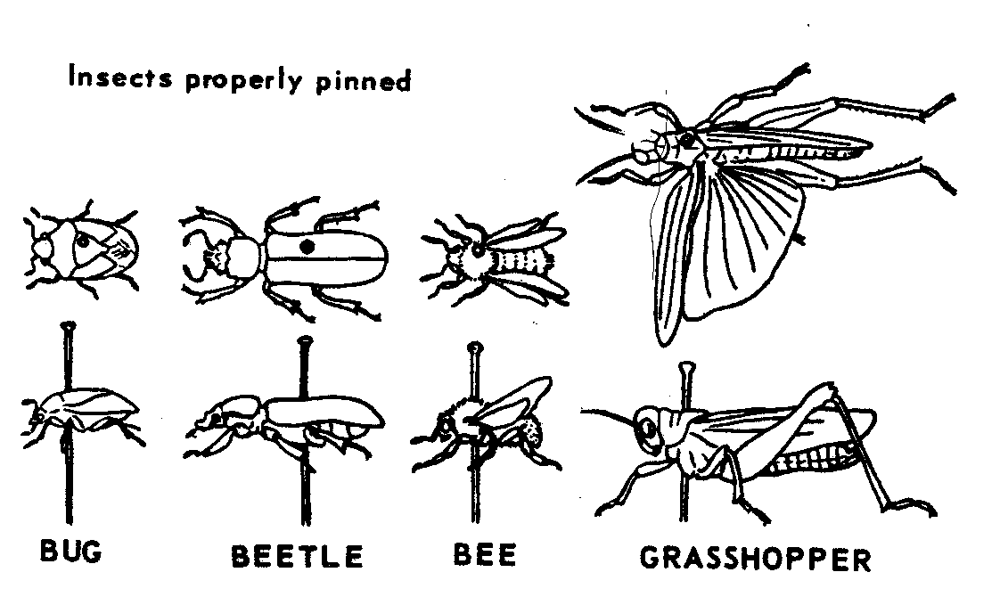 Insects properly pinned
BUG
BEETLE
BEE
GRASSHOPPER